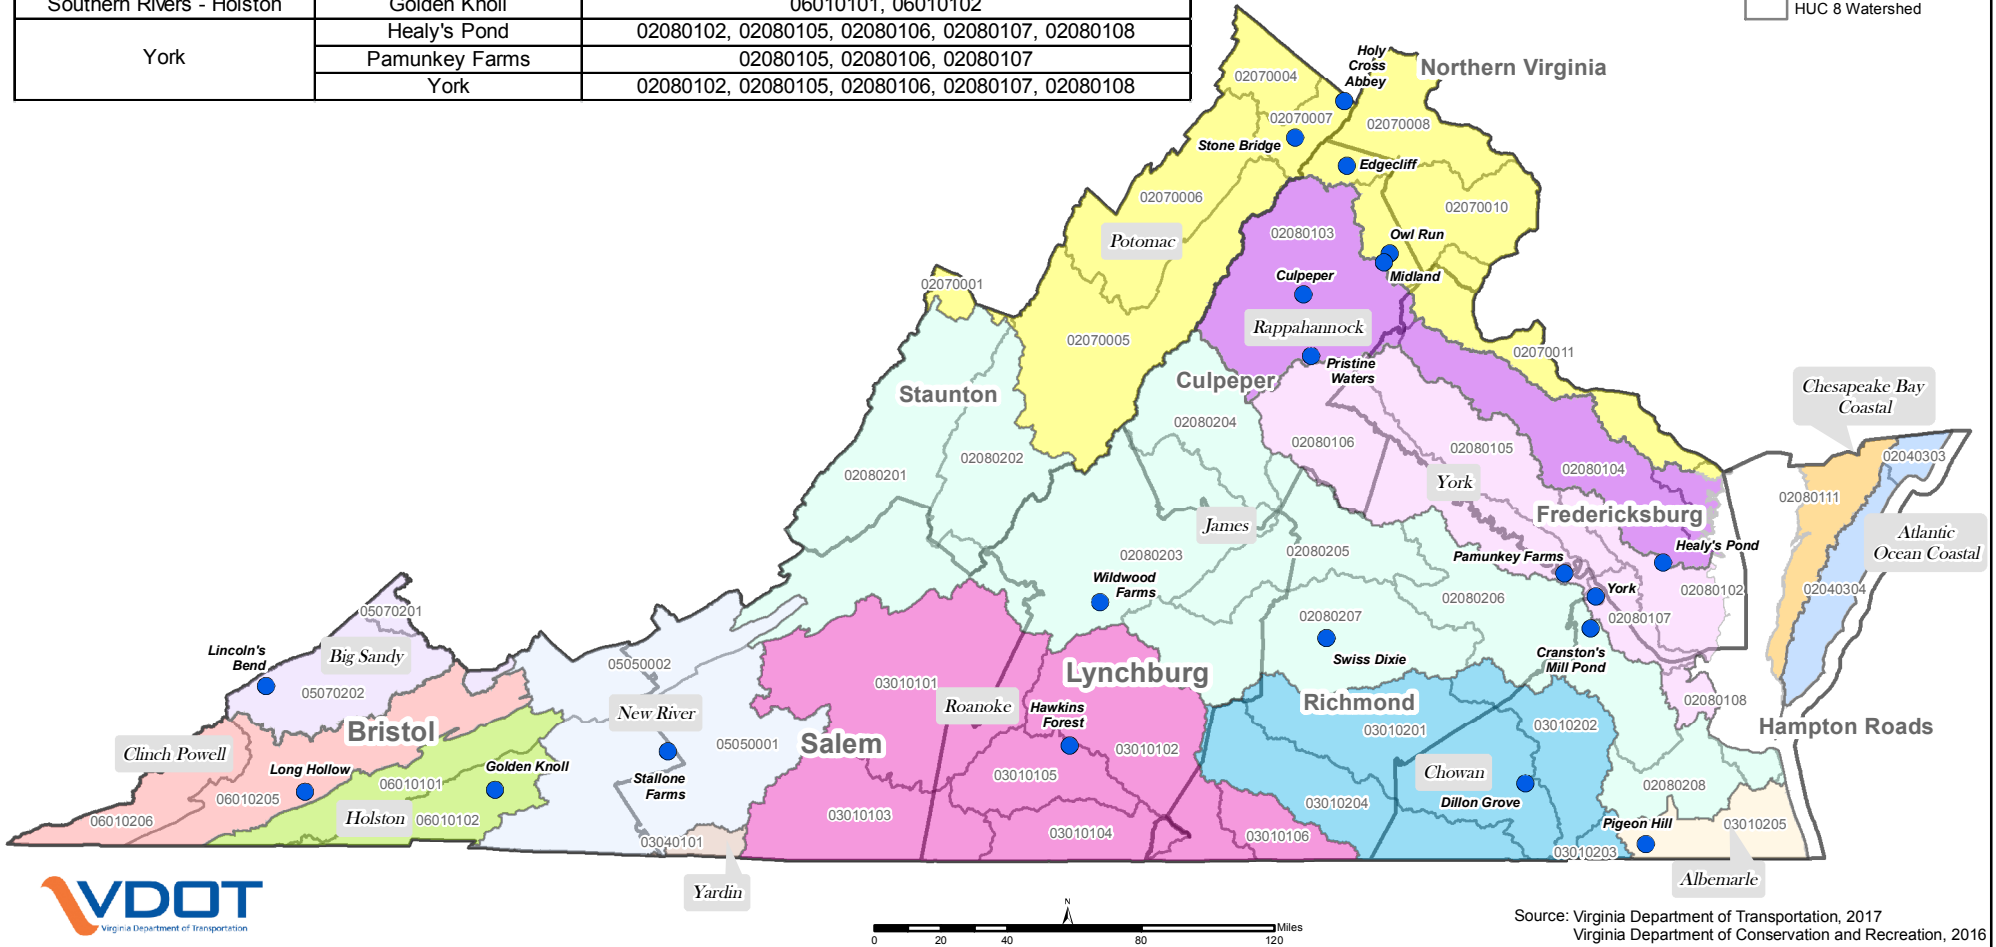 Southern Rivers - Holston Golden Knoll 06010101, 06010102
Healy's Pond 02080102, 02080105, 02080106, 02080107, 02080108
York Pamunkey Farms 02080105, 02080106, 02080107
York 02080102, 02080105, 02080106, 02080107, 02080108
HUC 8 Watershed
Holy
Cross
Abbey
Northern Virginia
02070004
02070007
02070008
Stone Bridge
Edgecliff
02070006
02070010
Potomac
02080103
Owl Run
Culpeper
Midland
02070001
Rappahannock
02070005
02070011
Pristine
Waters
Culpeper
Staunton
Chesapeake Bay
Coastal
02080204
02080106
02080105
02040303
02080202
02080201
02080104
York
02080111
Fredericksburg
James
Atlantic
Ocean Coastal
02080203
02080205
Healy's Pond
Pamunkey Farms
Wildwood
Farms
York
02080206
02080102
02040304
05070201
02080207
02080107
Lincoln's
Bend
Big Sandy
Swiss Dixie
Cranston's
Mill Pond
05050002
Lynchburg
05070202
03010101
Roanoke
02080108
New River
Hawkins
Forest
Richmond
03010202
Hampton Roads
Bristol
03010201
Clinch Powell
05050001
Salem
03010102
Long Hollow
Golden Knoll
Stallone
Farms
03010105
Chowan
06010101
02080208
06010205
03010204
Dillon Grove
06010206
Holston
06010102
03010103
03010104
03010106
Pigeon Hill
03010205
03040101
03010203
Yardin
Albemarle
VDOT
Virginia Department of Transportation
N
Miles
0 20 40 80 120
Source: Virginia Department of Transportation, 2017
Virginia Department of Conservation and Recreation, 2016